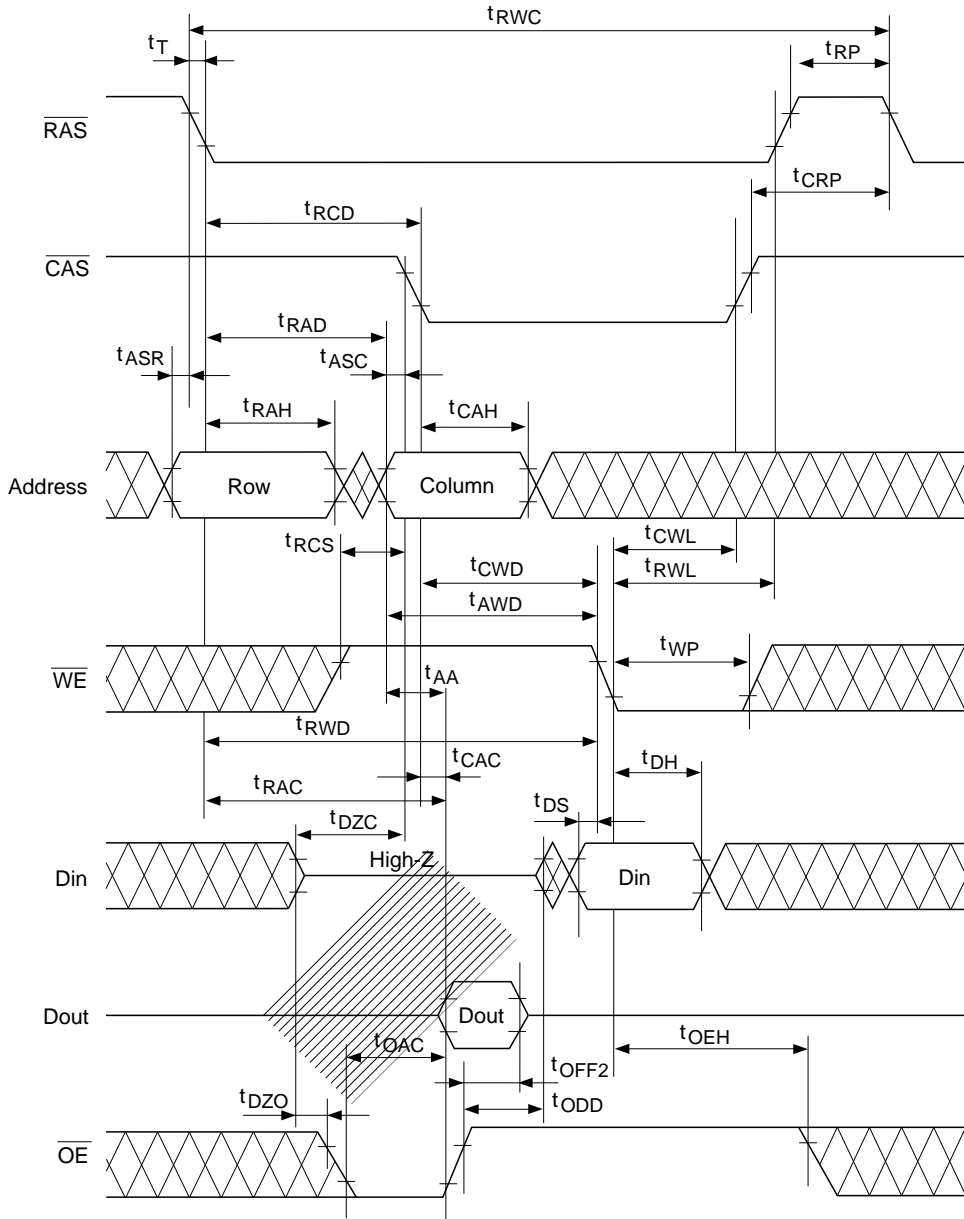 tRWC
tT
tRP
RAS
tCRP
tRCD
CAS
tRAD
tASR
tASC
tRAH
tCAH
Address
Row
Column
tRCS
tCWL
tCWD
tRWL
tAWD
tWP
WE
tAA
tRWD
tCAC
tDH
tRAC
tDS
tDZC
High-Z
Din
Din
Dout
Dout
tOEH
tOAC
tOFF2
tDZO
tODD
OE